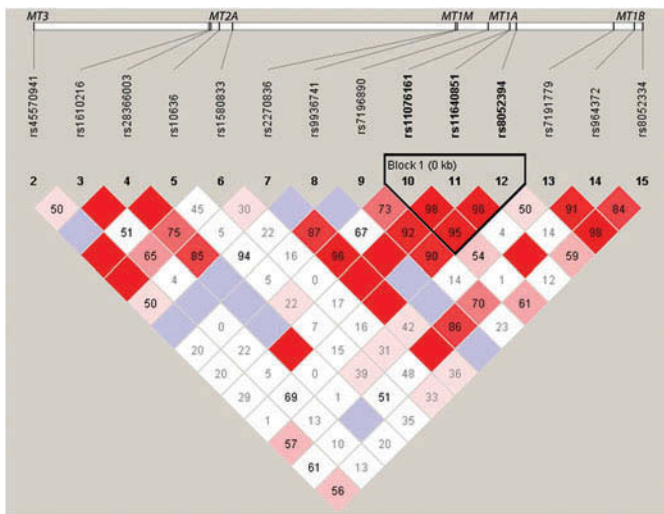 MT3 MT2A MT1M MT1A MT1B
rs45570941
rs1610216
rs28366003
rs10636
rs1580833
rs2270836
rs9936741
rs7196890
rs11076161
rs11640851
rs8052394
rs7191779
rs964372
rs8052334
Block 1 (0 kb)
2 3 4 5 6 7 8 9 10 11 12 13 14 15
50 45 30 73 98 96 50 91 84
51 75 5 22 87 67 92 95 4 14 98
65 85 94 16 96 90 54 59
4 5 0 14 1 12
50 22 17 70 61
0 7 16 42 86 23
20 22 15 31
20 5 0 39 48 36
29 69 1 51 33
1 13 35
57 10 20
61 13
56